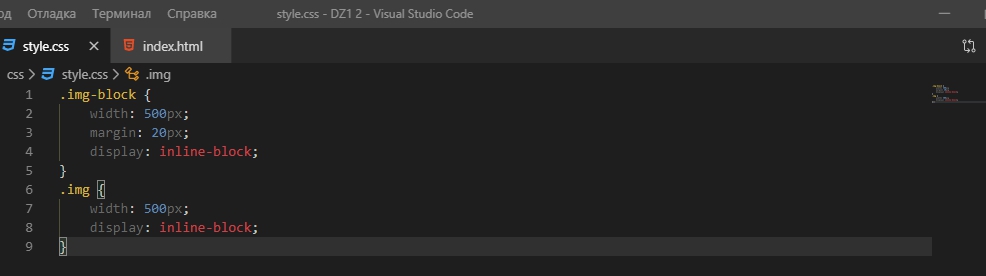 од Отладка Терминал Справка style.css - DZ1 2 - Visual Studio Code
style.css index.html
css > style.css > .img
1 .img-block {
2 width: 500px;
3 margin: 20px;
4 display: inline-block;
5 }
6 .img {
7 width: 500px;
8 display: inline-block;
9 }